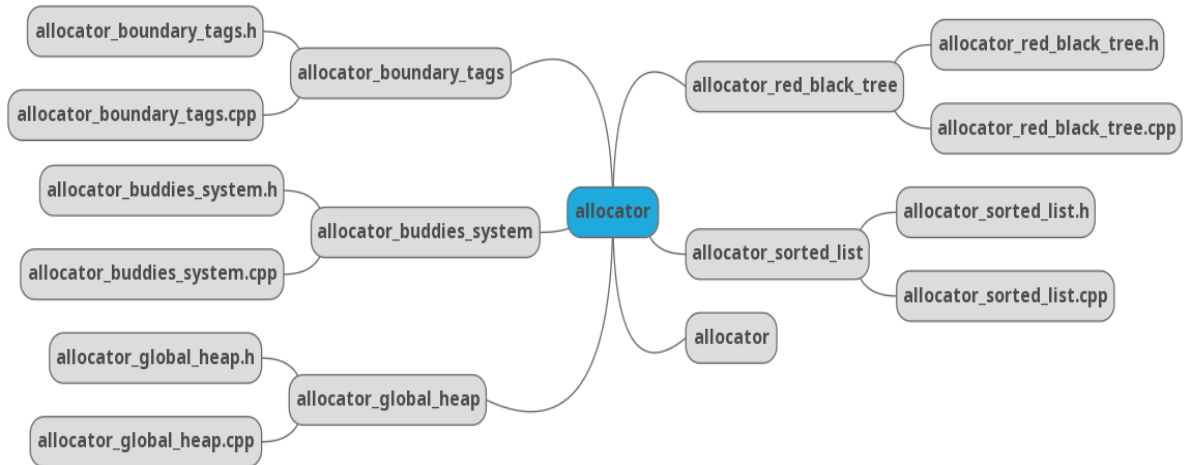 allocator_boundary_tags.h
allocator_boundary_tags
allocator_boundary_tags.cpp
allocator_buddies_system.h
allocator_buddies_system
allocator_buddies_system.cpp
allocator_global_heap.h
allocator_global_heap
allocator_global_heap.cpp
allocator
allocator_red_black_tree
allocator_red_black_tree.h
allocator_red_black_tree.cpp
allocator_sorted_list
allocator_sorted_list.h
allocator_sorted_list.cpp
allocator